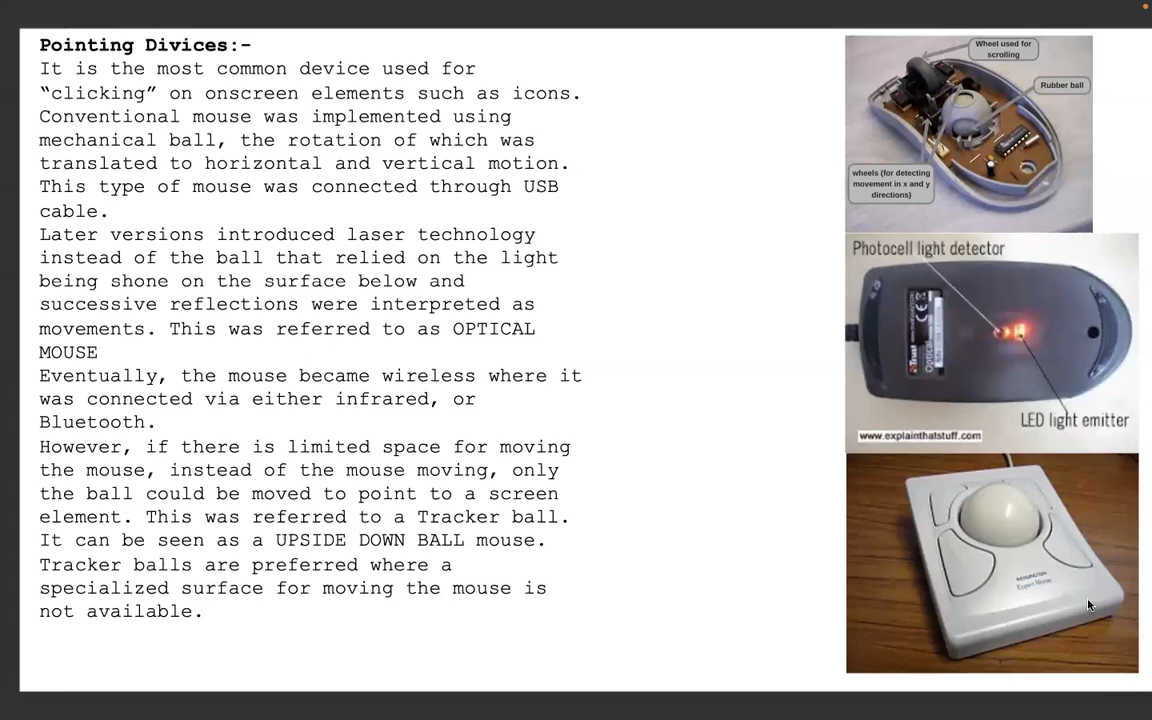 Pointing Divices:-
It is the most common device used for
“clicking” on onscreen elements such as icons.
Conventional mouse was implemented using
mechanical ball, the rotation of which was
translated to horizontal and vertical motion.
This type of mouse was connected through USB
cable.
Later versions introduced laser technology
instead of the ball that relied on the light
being shone on the surface below and
successive reflections were interpreted as
movements. This was referred to as OPTICAL
MOUSE
Eventually, the mouse became wireless where it
was connected via either infrared, or
Bluetooth.
However, if there is limited space for moving
the mouse, instead of the mouse moving, only
the ball could be moved to point to a screen
element. This was referred to a Tracker ball.
It can be seen as a UPSIDE DOWN BALL mouse.
Tracker balls are preferred where a
specialized surface for moving the mouse is
not available.
Wheel used for
scrolling
Rubber ball
wheels (for detecting
movement in x and y
directions)
Photocell light detector
Trust
Optical
CE
LED light emitter
www.explainthatstuff.com
KENSINGTON
Expert Mouse